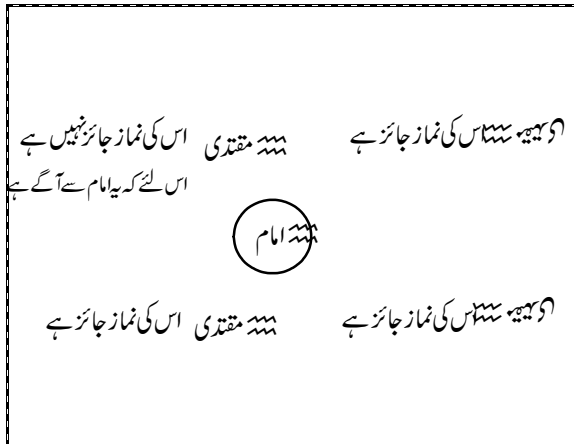 اس کی نماز جائز ہے مقتدی اس کی نماز جائز نہیں ہے
اس لئے کہ یہ امام سے آگے ہے
امام
اس کی نماز جائز ہے مقتدی اس کی نماز جائز ہے